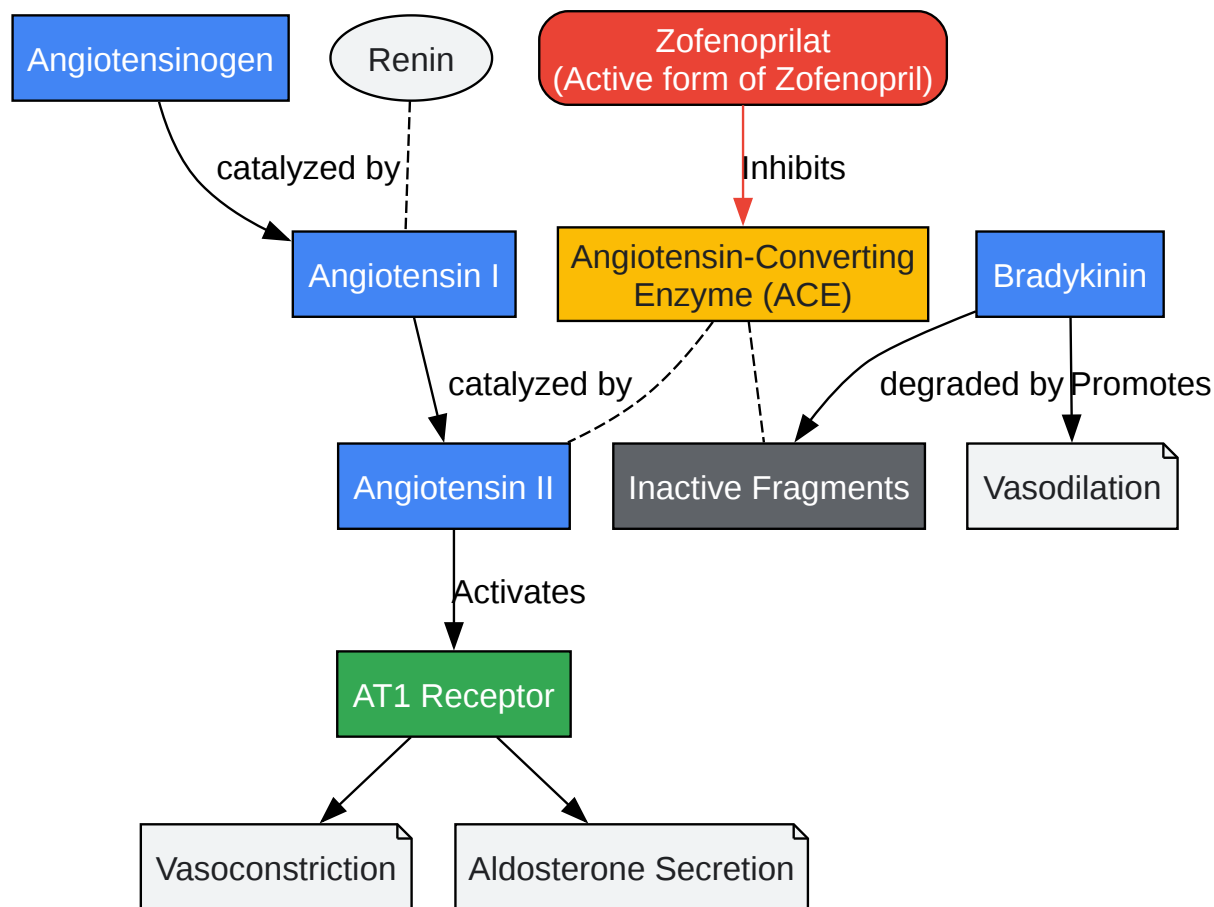 Angiotensinogen
Renin
Zofenoprilat
(Active form of Zofenopril)
catalyzed by
Inhibits
Angiotensin I
Angiotensin-Converting
Enzyme (ACE)
Bradykinin
catalyzed by
degraded by
Promotes
Angiotensin II
Inactive Fragments
Vasodilation
Activates
AT1 Receptor
Vasoconstriction
Aldosterone Secretion